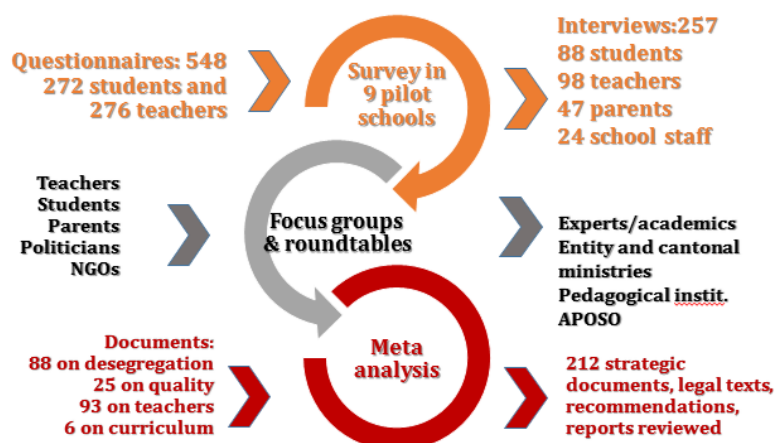 Questionnaires: 548
272 students and
276 teachers
Survey in
9 pilot
schools
Interviews:257
88 students
98 teachers
47 parents
24 school staff
Teachers
Students
Parents
Politicians
NGOs
Focus groups
& roundtables
Experts/academics
Entity and cantonal
ministries
Pedagogical instit.
APOSO
Documents:
88 on desegregation
25 on quality
93 on teachers
6 on curriculum
Meta
analysis
212 strategic
documents, legal texts,
recommendations,
reports reviewed